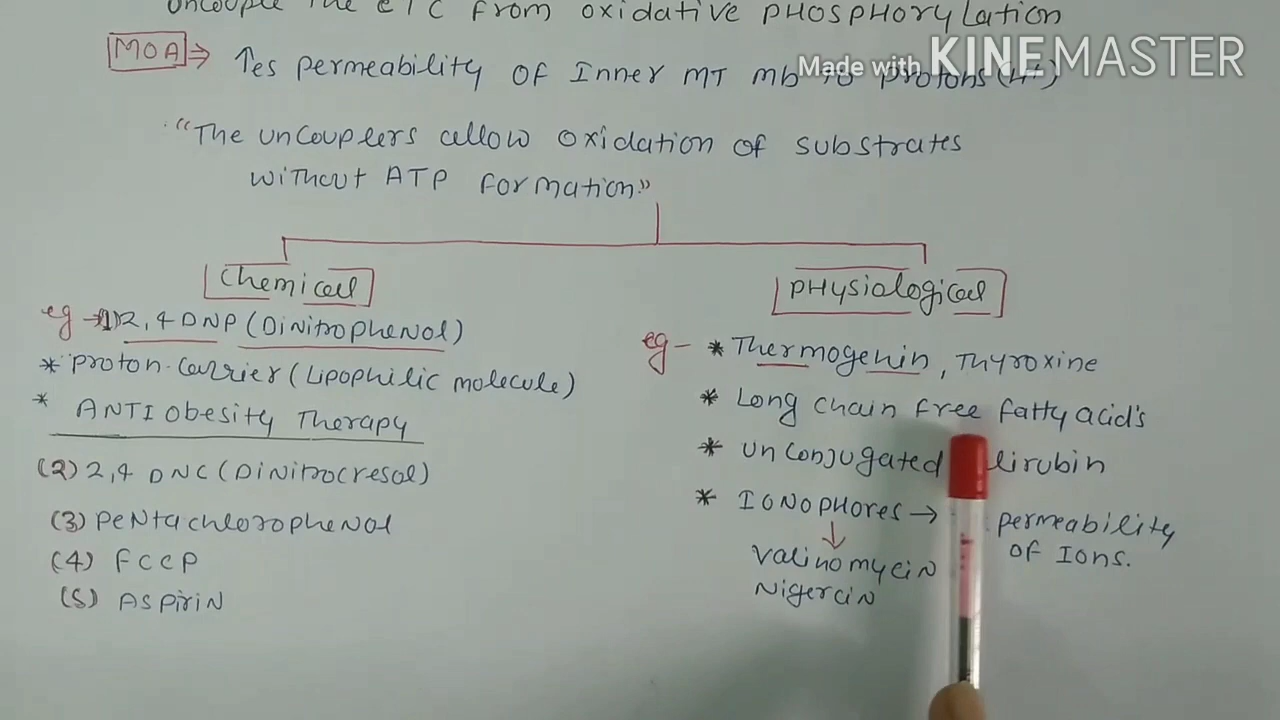 Uncouple The ETC From oxidative PHosPHorylation
MOA ⇒ ↑es permeability of Inner MT mb to protons (H+)
Made with KINEMASTER
"The uncouplers allow oxidation of substrates
without ATP formation"
Chemical
PHysiological
eg → 1) 2,4 DNP (DiNitroPhenol)
* Proton-Carrier (Lipophilic molecule)
* ANTIobesity Therapy
(2) 2,4 DNC (DiNitrocresol)
(3) PeNtachloroPheNol
(4) FCCP
(5) ASPiriN
eg - * Thermogenin, Thyroxine
* Long chain free fatty acid's
* unconjugated lirubin
* IONOPHores → permeability
of Ions.
ValinomyciN
NigerciN